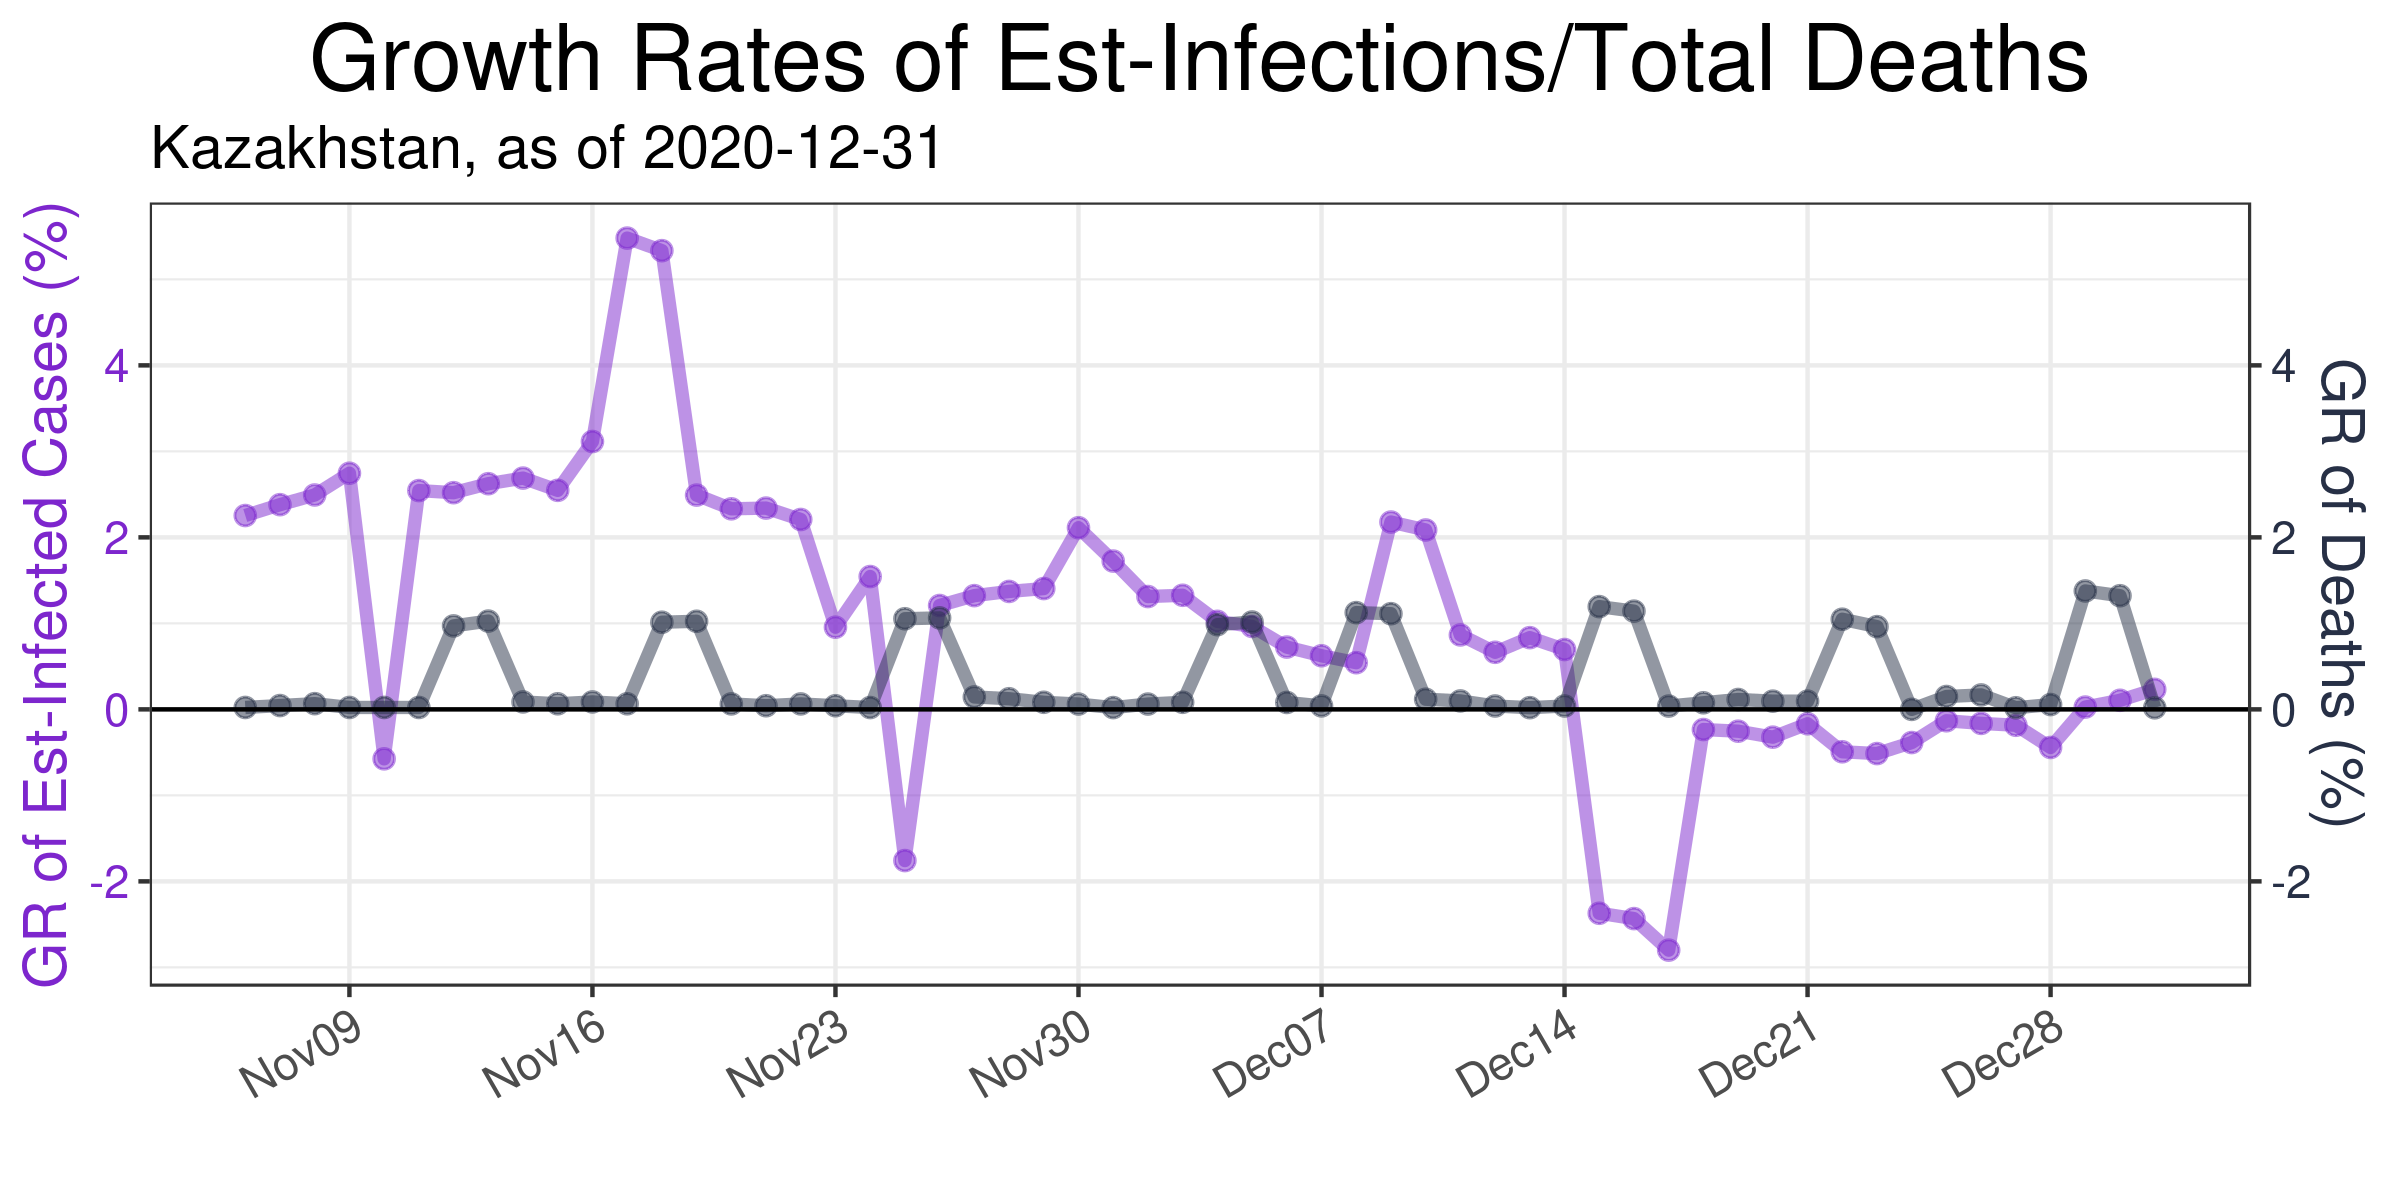 Growth Rates of Est-Infections/Total Deaths
Kazakhstan, as of 2020-12-31
GR of Est-Infected Cases (%)
4
2
0
-2
4
2
0
-2
GR of Deaths (%)
Nov09
Nov16
Nov23
Nov30
Dec07
Dec14
Dec21
Dec28